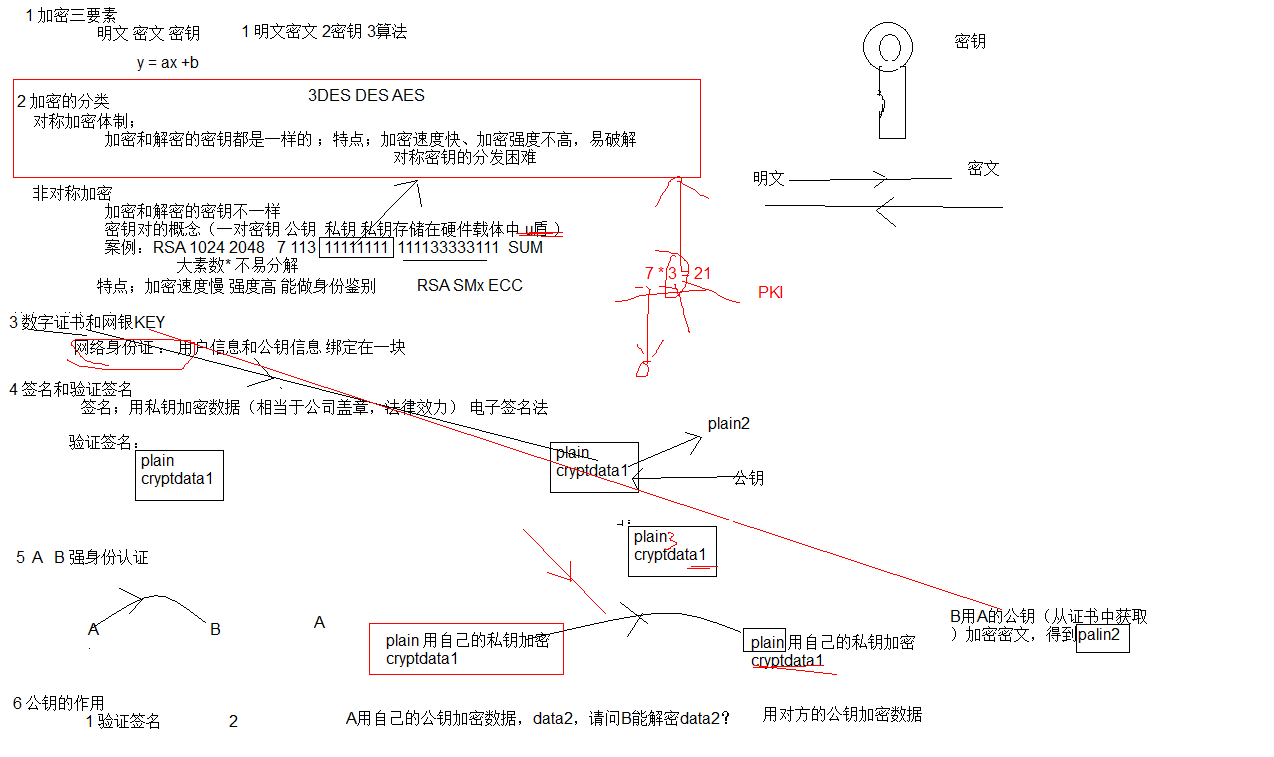 1 加密三要素
明文 密文 密钥
1 明文密文 2密钥 3算法
y = ax +b
密钥
2 加密的分类
3DES DES AES
对称加密体制；
加密和解密的密钥都是一样的 ；特点；加密速度快、加密强度不高，易破解
对称密钥的分发困难
明文
密文
非对称加密
加密和解密的密钥不一样
密钥对的概念（一对密钥 公钥 私钥 私钥存储在硬件载体中 u盾 ）
案例：RSA 1024 2048 7 113 11111111 111133333111 SUM
大素数* 不易分解
特点；加密速度慢 强度高 能做身份鉴别
RSA SMx ECC
7 * 3 = 21
PKI
3 数字证书和网银KEY
网络身份证 ：用户信息和公钥信息 绑定在一块
4 签名和验证签名
签名；用私钥加密数据（相当于公司盖章，法律效力） 电子签名法
验证签名：
plain
cryptdata1
plain
cryptdata1
plain2
公钥
plain
cryptdata1
5 A B 强身份认证
A
B
A
plain 用自己的私钥加密
cryptdata1
plain 用自己的私钥加密
cryptdata1
B用A的公钥（从证书中获取
）加密密文，得到palin2
6 公钥的作用
1 验证签名
2
A用自己的公钥加密数据，data2，请问B能解密data2？
用对方的公钥加密数据